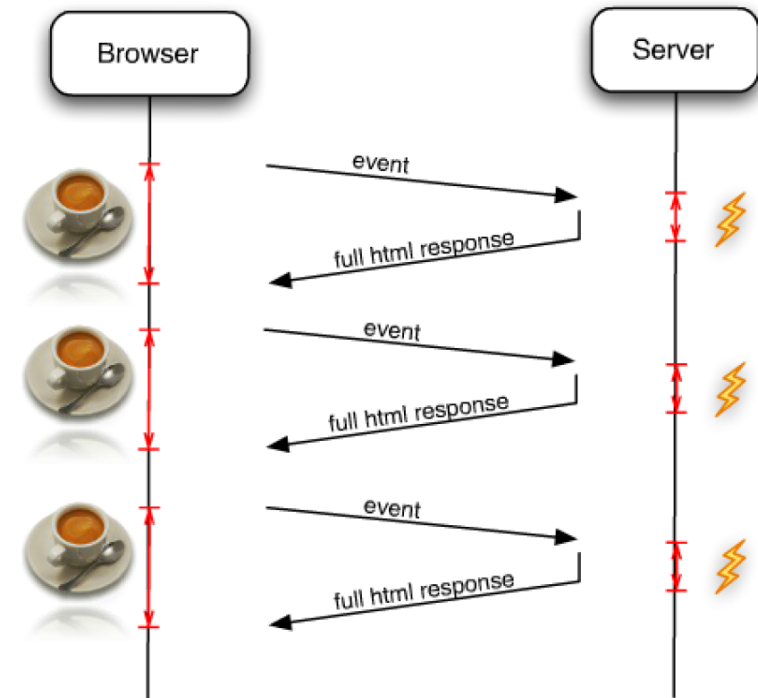 Browser
Server
event
full html response
event
full html response
event
full html response